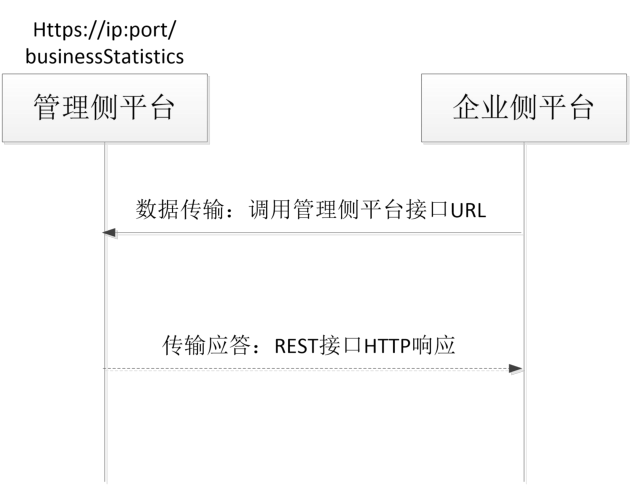 Https://ip:port/
businessStatistics
管理侧平台
企业侧平台
数据传输：调用管理侧平台接口URL
传输应答：REST接口HTTP响应